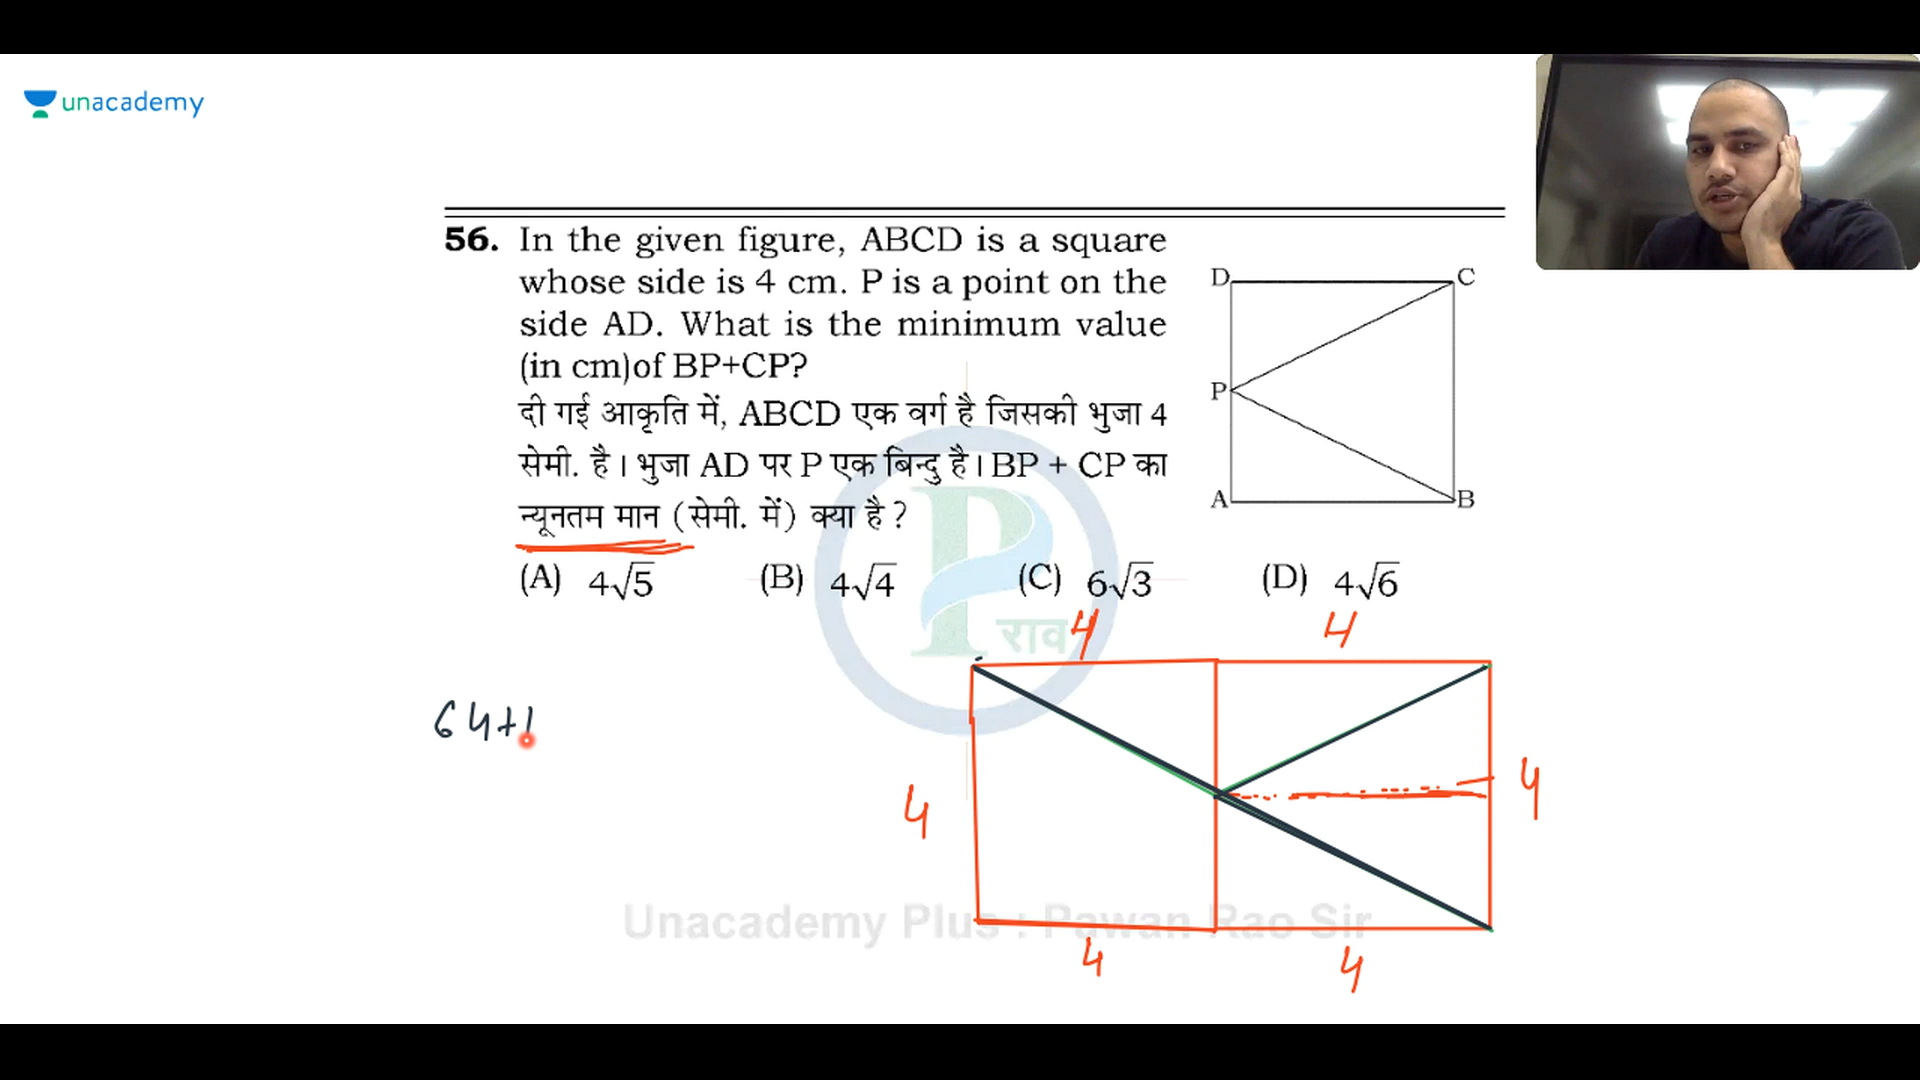 unacademy
56. In the given figure, ABCD is a square
whose side is 4 cm. P is a point on the
side AD. What is the minimum value
(in cm)of BP+CP?
दी गई आकृति में, ABCD एक वर्ग है जिसकी भुजा 4
सेमी. है। भुजा AD पर P एक बिन्दु है। BP + CP का
न्यूनतम मान (सेमी. में) क्या है ?
D C
P
A B
(A) 4√5 (B) 4√4 (C) 6√3 (D) 4√6
राव
4 4
64+1
4 4
Unacademy Plus : Pawan Rao Sir
4 4